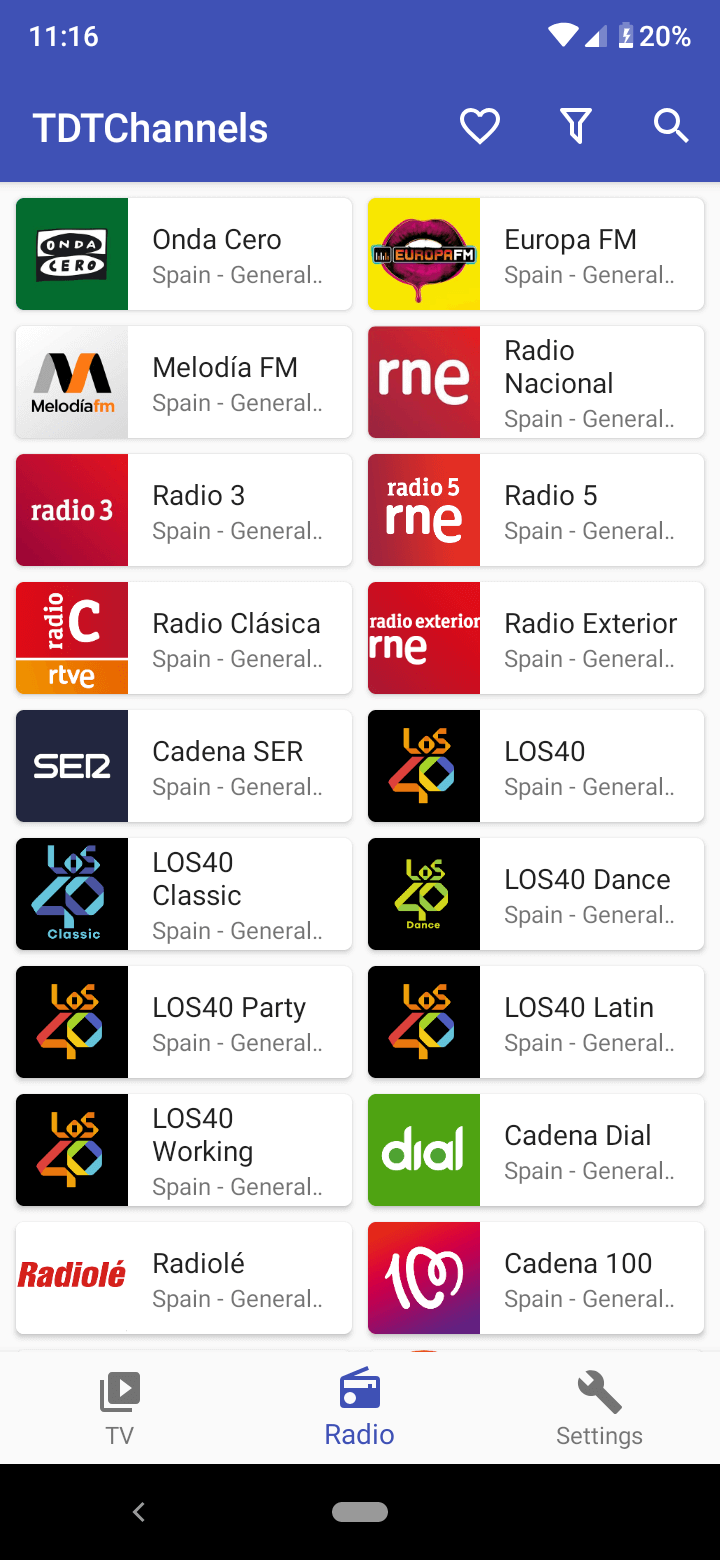 11:16
20%
TDTChannels
ONDA
CERO
Onda Cero
Spain - General..
EUROPAFM
Europa FM
Spain - General..
Melodíafm
Melodía FM
Spain - General..
rne
Radio
Nacional
Spain - General..
radio 3
Radio 3
Spain - General..
radio 5
rne
Radio 5
Spain - General..
radio
C
rtve
Radio Clásica
Spain - General..
radio exterior
rne
Radio Exterior
Spain - General..
SER
Cadena SER
Spain - General..
LOS
40
LOS40
Spain - General..
LOS
40
Classic
LOS40
Classic
Spain - General..
LOS
40
Dance
LOS40 Dance
Spain - General..
LOS
40
LOS40 Party
Spain - General..
LOS
40
LOS40 Latin
Spain - General..
LOS
40
LOS40
Working
Spain - General..
dial
Cadena Dial
Spain - General..
Radiolé
Radiolé
Spain - General..
100
Cadena 100
Spain - General..
TV
Radio
Settings